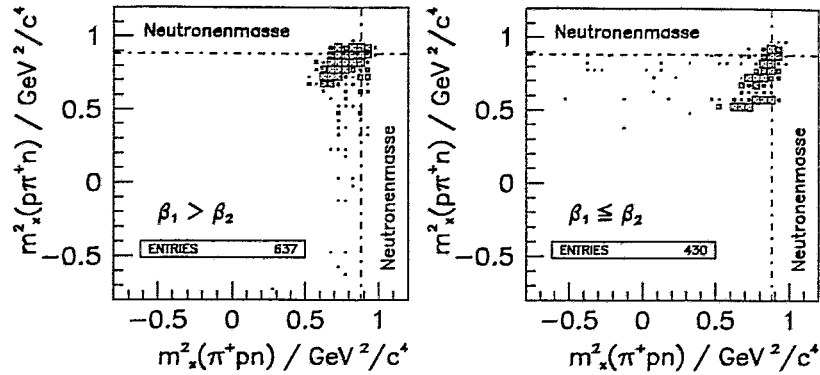 Neutronenmasse
1
0.5
0
-0.5
m²ₓ(pπ⁺n) / GeV²/c⁴
β₁ > β₂
ENTRIES 637
Neutronenmasse
-0.5 0 0.5 1
m²ₓ(π⁺pn) / GeV²/c⁴
Neutronenmasse
1
0.5
0
-0.5
m²ₓ(pπ⁺n) / GeV²/c⁴
β₁ ≦ β₂
ENTRIES 430
Neutronenmasse
-0.5 0 0.5 1
m²ₓ(π⁺pn) / GeV²/c⁴